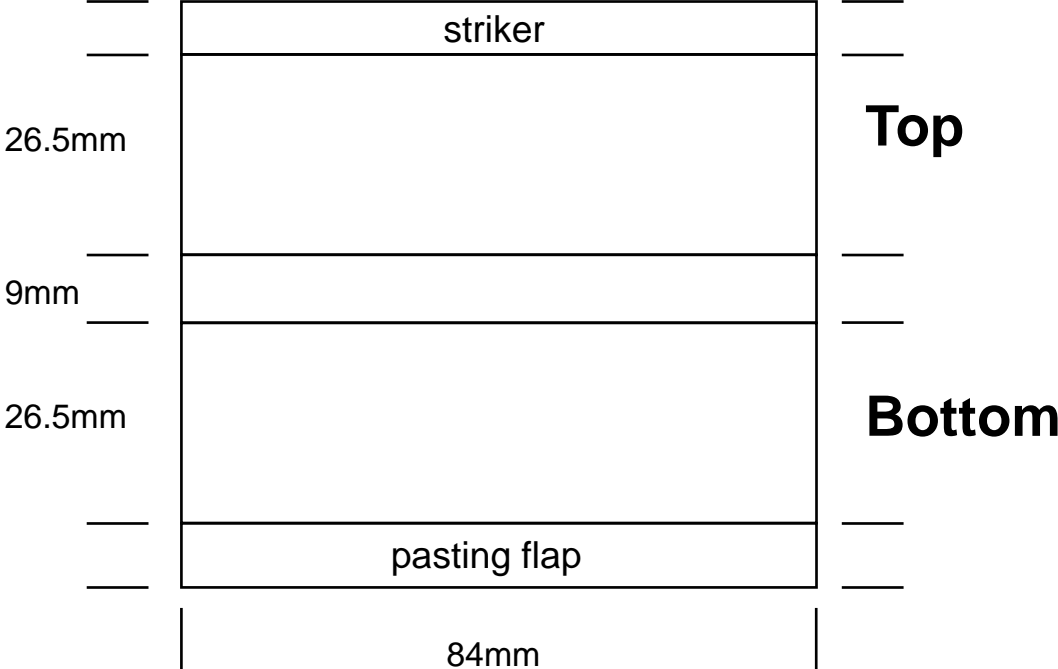 striker
26.5mm
Top
9mm
26.5mm
Bottom
pasting flap
84mm